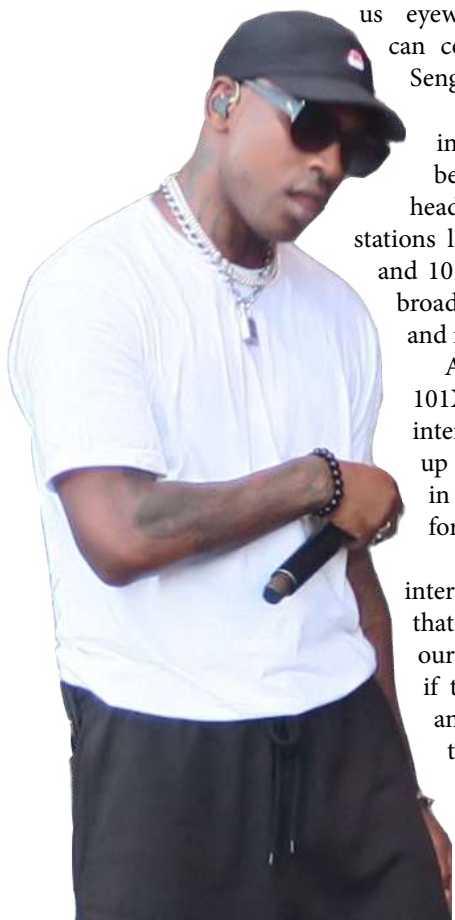 us eyew
can co
Seng
in
be
head
stations l
and 10
broad
and
A
101X
inter
up
in
for
inter
that
our
if t
an
t